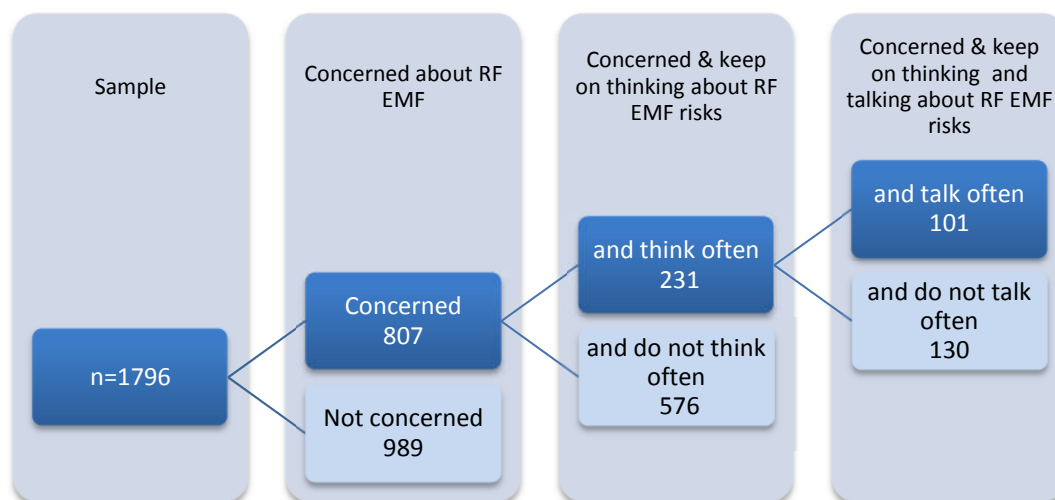 Sample
n=1796
Concerned about RF
EMF
Concerned
807
Not concerned
989
Concerned & keep
on thinking about RF
EMF risks
and think often
231
and do not think
often
576
Concerned & keep
on thinking and
talking about RF EMF
risks
and talk often
101
and do not talk
often
130